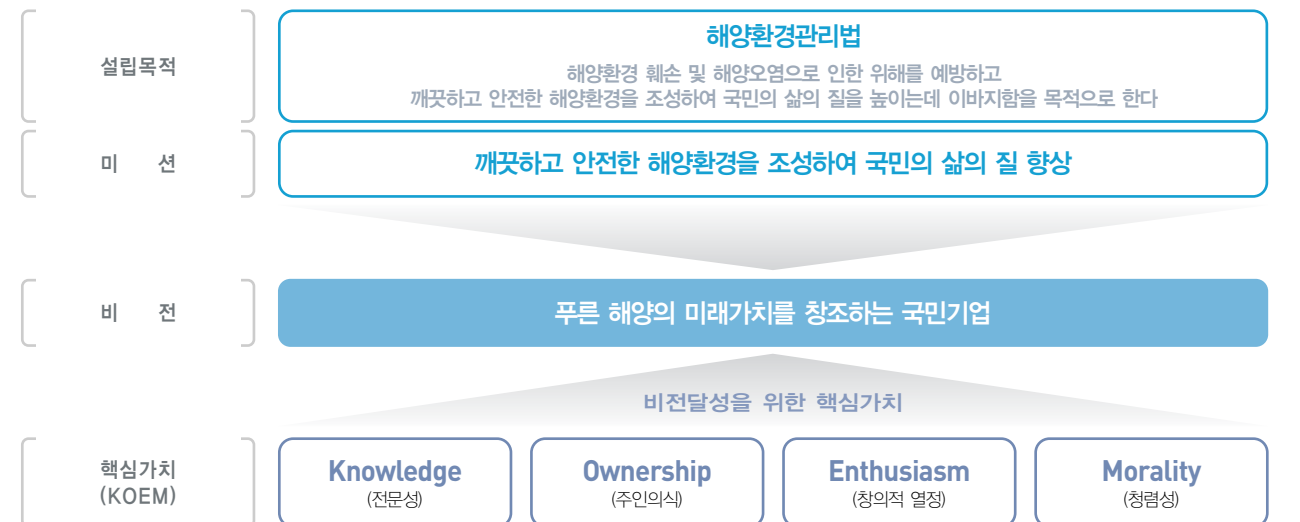 설립목적
해양환경관리법
해양환경 훼손 및 해양오염으로 인한 위해를 예방하고
깨끗하고 안전한 해양환경을 조성하여 국민의 삶의 질을 높이는데 이바지함을 목적으로 한다
미 션
깨끗하고 안전한 해양환경을 조성하여 국민의 삶의 질 향상
비 전
푸른 해양의 미래가치를 창조하는 국민기업
비전달성을 위한 핵심가치
핵심가치
(KOEM)
Knowledge
(전문성)
Ownership
(주인의식)
Enthusiasm
(창의적 열정)
Morality
(청렴성)